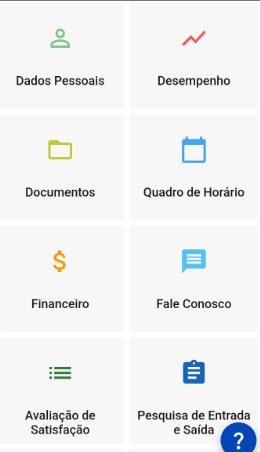 Dados Pessoais
Desempenho
Documentos
Quadro de Horário
Financeiro
Fale Conosco
Avaliação de
Satisfação
Pesquisa de Entrada
e Saída
?